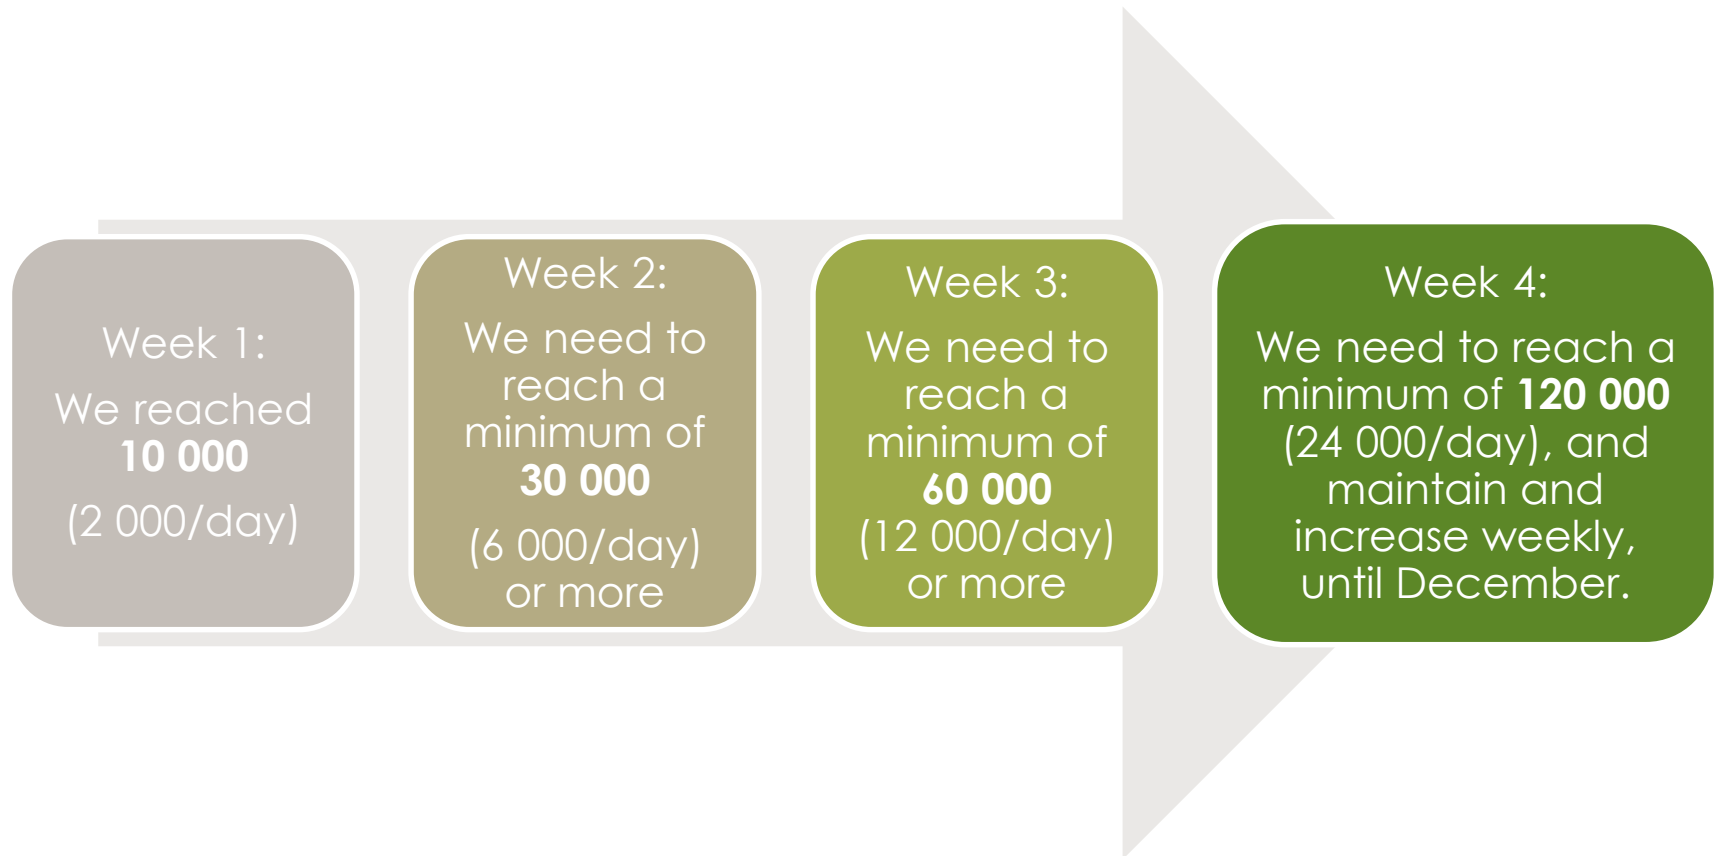 Week 1:
We reached
10 000
(2 000/day)
Week 2:
We need to
reach a
minimum of
30 000
(6 000/day)
or more
Week 3:
We need to
reach a
minimum of
60 000
(12 000/day)
or more
Week 4:
We need to reach a
minimum of 120 000
(24 000/day), and
maintain and
increase weekly,
until December.